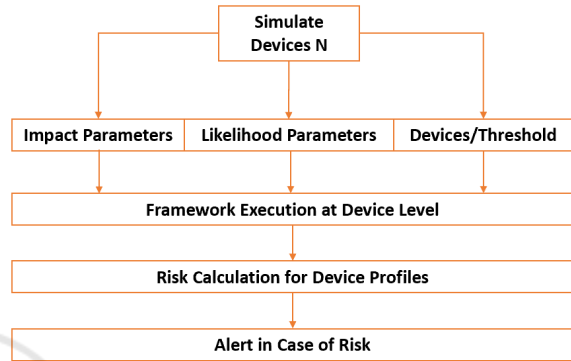 Simulate
Devices N
Impact Parameters Likelihood Parameters Devices/Threshold
Framework Execution at Device Level
Risk Calculation for Device Profiles
Alert in Case of Risk